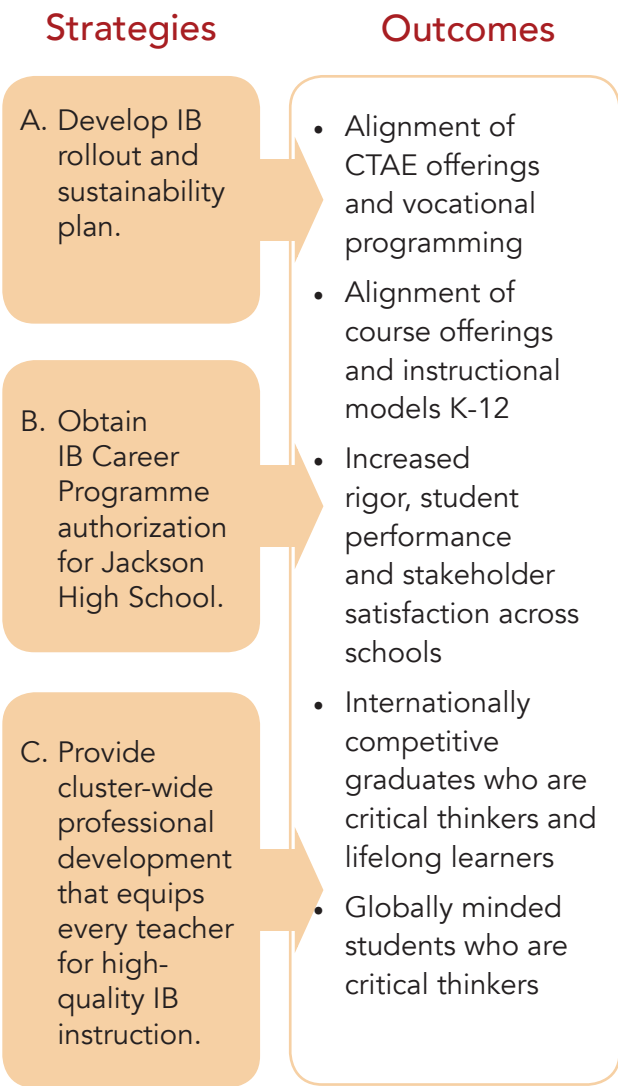 Strategies
Outcomes
A. Develop IB
rollout and
sustainability
plan.
B. Obtain
IB Career
Programme
authorization
for Jackson
High School.
C. Provide
cluster-wide
professional
development
that equips
every teacher
for high-
quality IB
instruction.
• Alignment of
CTAE offerings
and vocational
programming
• Alignment of
course offerings
and instructional
models K-12
• Increased
rigor, student
performance
and stakeholder
satisfaction across
schools
• Internationally
competitive
graduates who are
critical thinkers and
lifelong learners
• Globally minded
students who are
critical thinkers